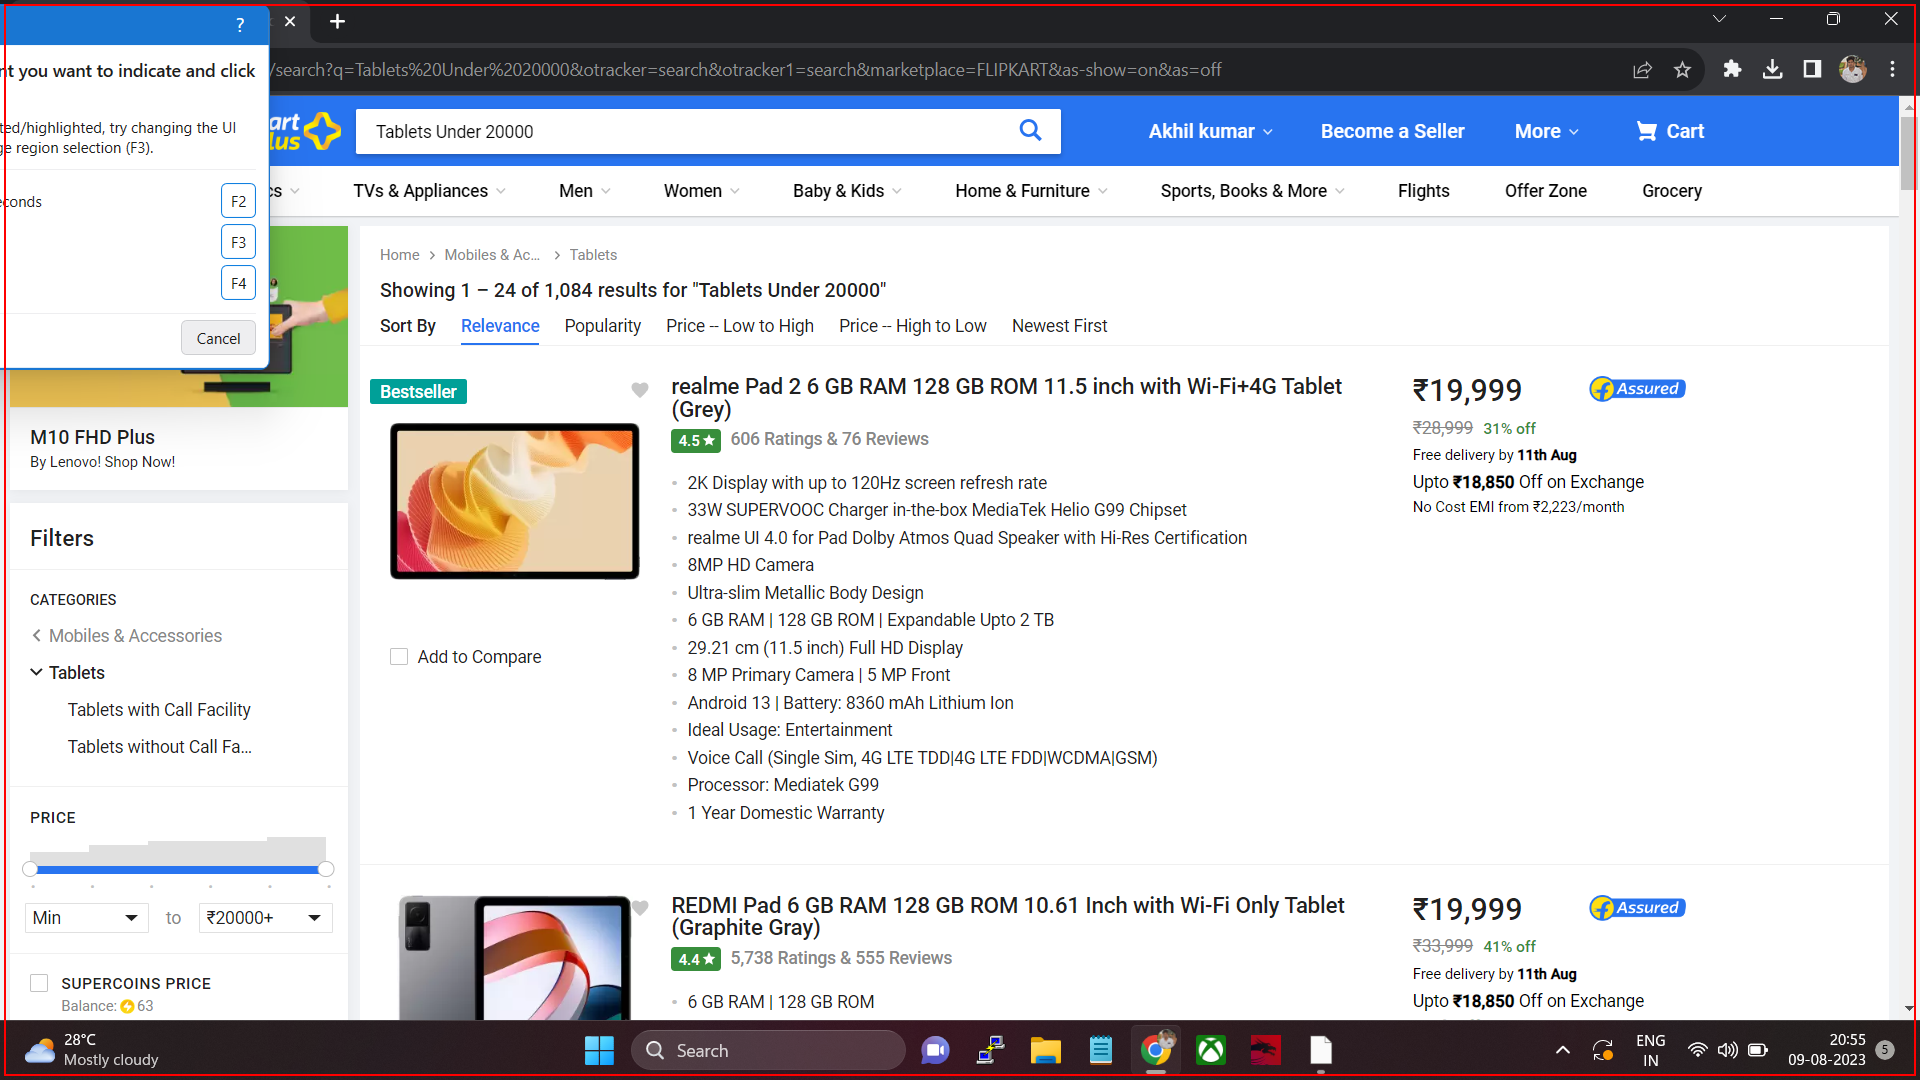 ?
nt you want to indicate and click
ted/highlighted, try changing the UI
ge region selection (F3).
econds
F2
F3
F4
Cancel
/search?q=Tablets%20Under%2020000&otracker=search&otracker1=search&marketplace=FLIPKART&as-show=on&as=off
art
lus
Tablets Under 20000
Akhil kumar
Become a Seller
More
Cart
cs
TVs & Appliances
Men
Women
Baby & Kids
Home & Furniture
Sports, Books & More
Flights
Offer Zone
Grocery
M10 FHD Plus
By Lenovo! Shop Now!
Filters
CATEGORIES
Mobiles & Accessories
Tablets
Tablets with Call Facility
Tablets without Call Fa...
PRICE
Min
to
₹20000+
SUPERCOINS PRICE
Balance: 63
Home > Mobiles & Ac... > Tablets
Showing 1 – 24 of 1,084 results for "Tablets Under 20000"
Sort By Relevance Popularity Price -- Low to High Price -- High to Low Newest First
Bestseller
Add to Compare
realme Pad 2 6 GB RAM 128 GB ROM 11.5 inch with Wi-Fi+4G Tablet
(Grey)
4.5★ 606 Ratings & 76 Reviews
2K Display with up to 120Hz screen refresh rate
33W SUPERVOOC Charger in-the-box MediaTek Helio G99 Chipset
realme UI 4.0 for Pad Dolby Atmos Quad Speaker with Hi-Res Certification
8MP HD Camera
Ultra-slim Metallic Body Design
6 GB RAM | 128 GB ROM | Expandable Upto 2 TB
29.21 cm (11.5 inch) Full HD Display
8 MP Primary Camera | 5 MP Front
Android 13 | Battery: 8360 mAh Lithium Ion
Ideal Usage: Entertainment
Voice Call (Single Sim, 4G LTE TDD|4G LTE FDD|WCDMA|GSM)
Processor: Mediatek G99
1 Year Domestic Warranty
₹19,999
Assured
₹28,999 31% off
Free delivery by 11th Aug
Upto ₹18,850 Off on Exchange
No Cost EMI from ₹2,223/month
REDMI Pad 6 GB RAM 128 GB ROM 10.61 Inch with Wi-Fi Only Tablet
(Graphite Gray)
4.4★ 5,738 Ratings & 555 Reviews
6 GB RAM | 128 GB ROM
₹19,999
Assured
₹33,999 41% off
Free delivery by 11th Aug
Upto ₹18,850 Off on Exchange
28°C
Mostly cloudy
Search
ENG
IN
20:55
09-08-2023
5